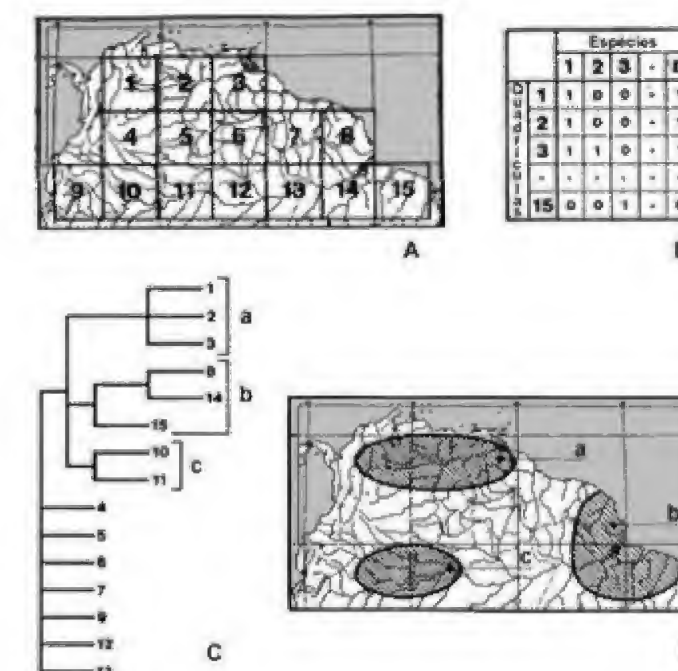 1 2 3
4 5 6 7 8
9 10 11 12 13 14 15
A
Espécies
1 2 3 -
Quadrículas
1 1 0 0 -
2 1 0 0 -
3 1 1 0 -
- - - - -
15 0 0 1 -
1
2
3
a
8
14
15
b
10
11
c
4
5
6
7
9
12
13
C
a
b
c